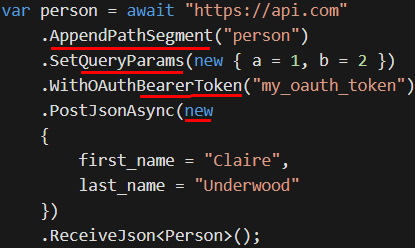 var person = await "https://api.com"
.AppendPathSegment("person")
.SetQueryParams(new { a = 1, b = 2 })
.WithOAuthBearerToken("my_oauth_token")
.PostJsonAsync(new
{
first_name = "Claire",
last_name = "Underwood"
})
.ReceiveJson<Person>();